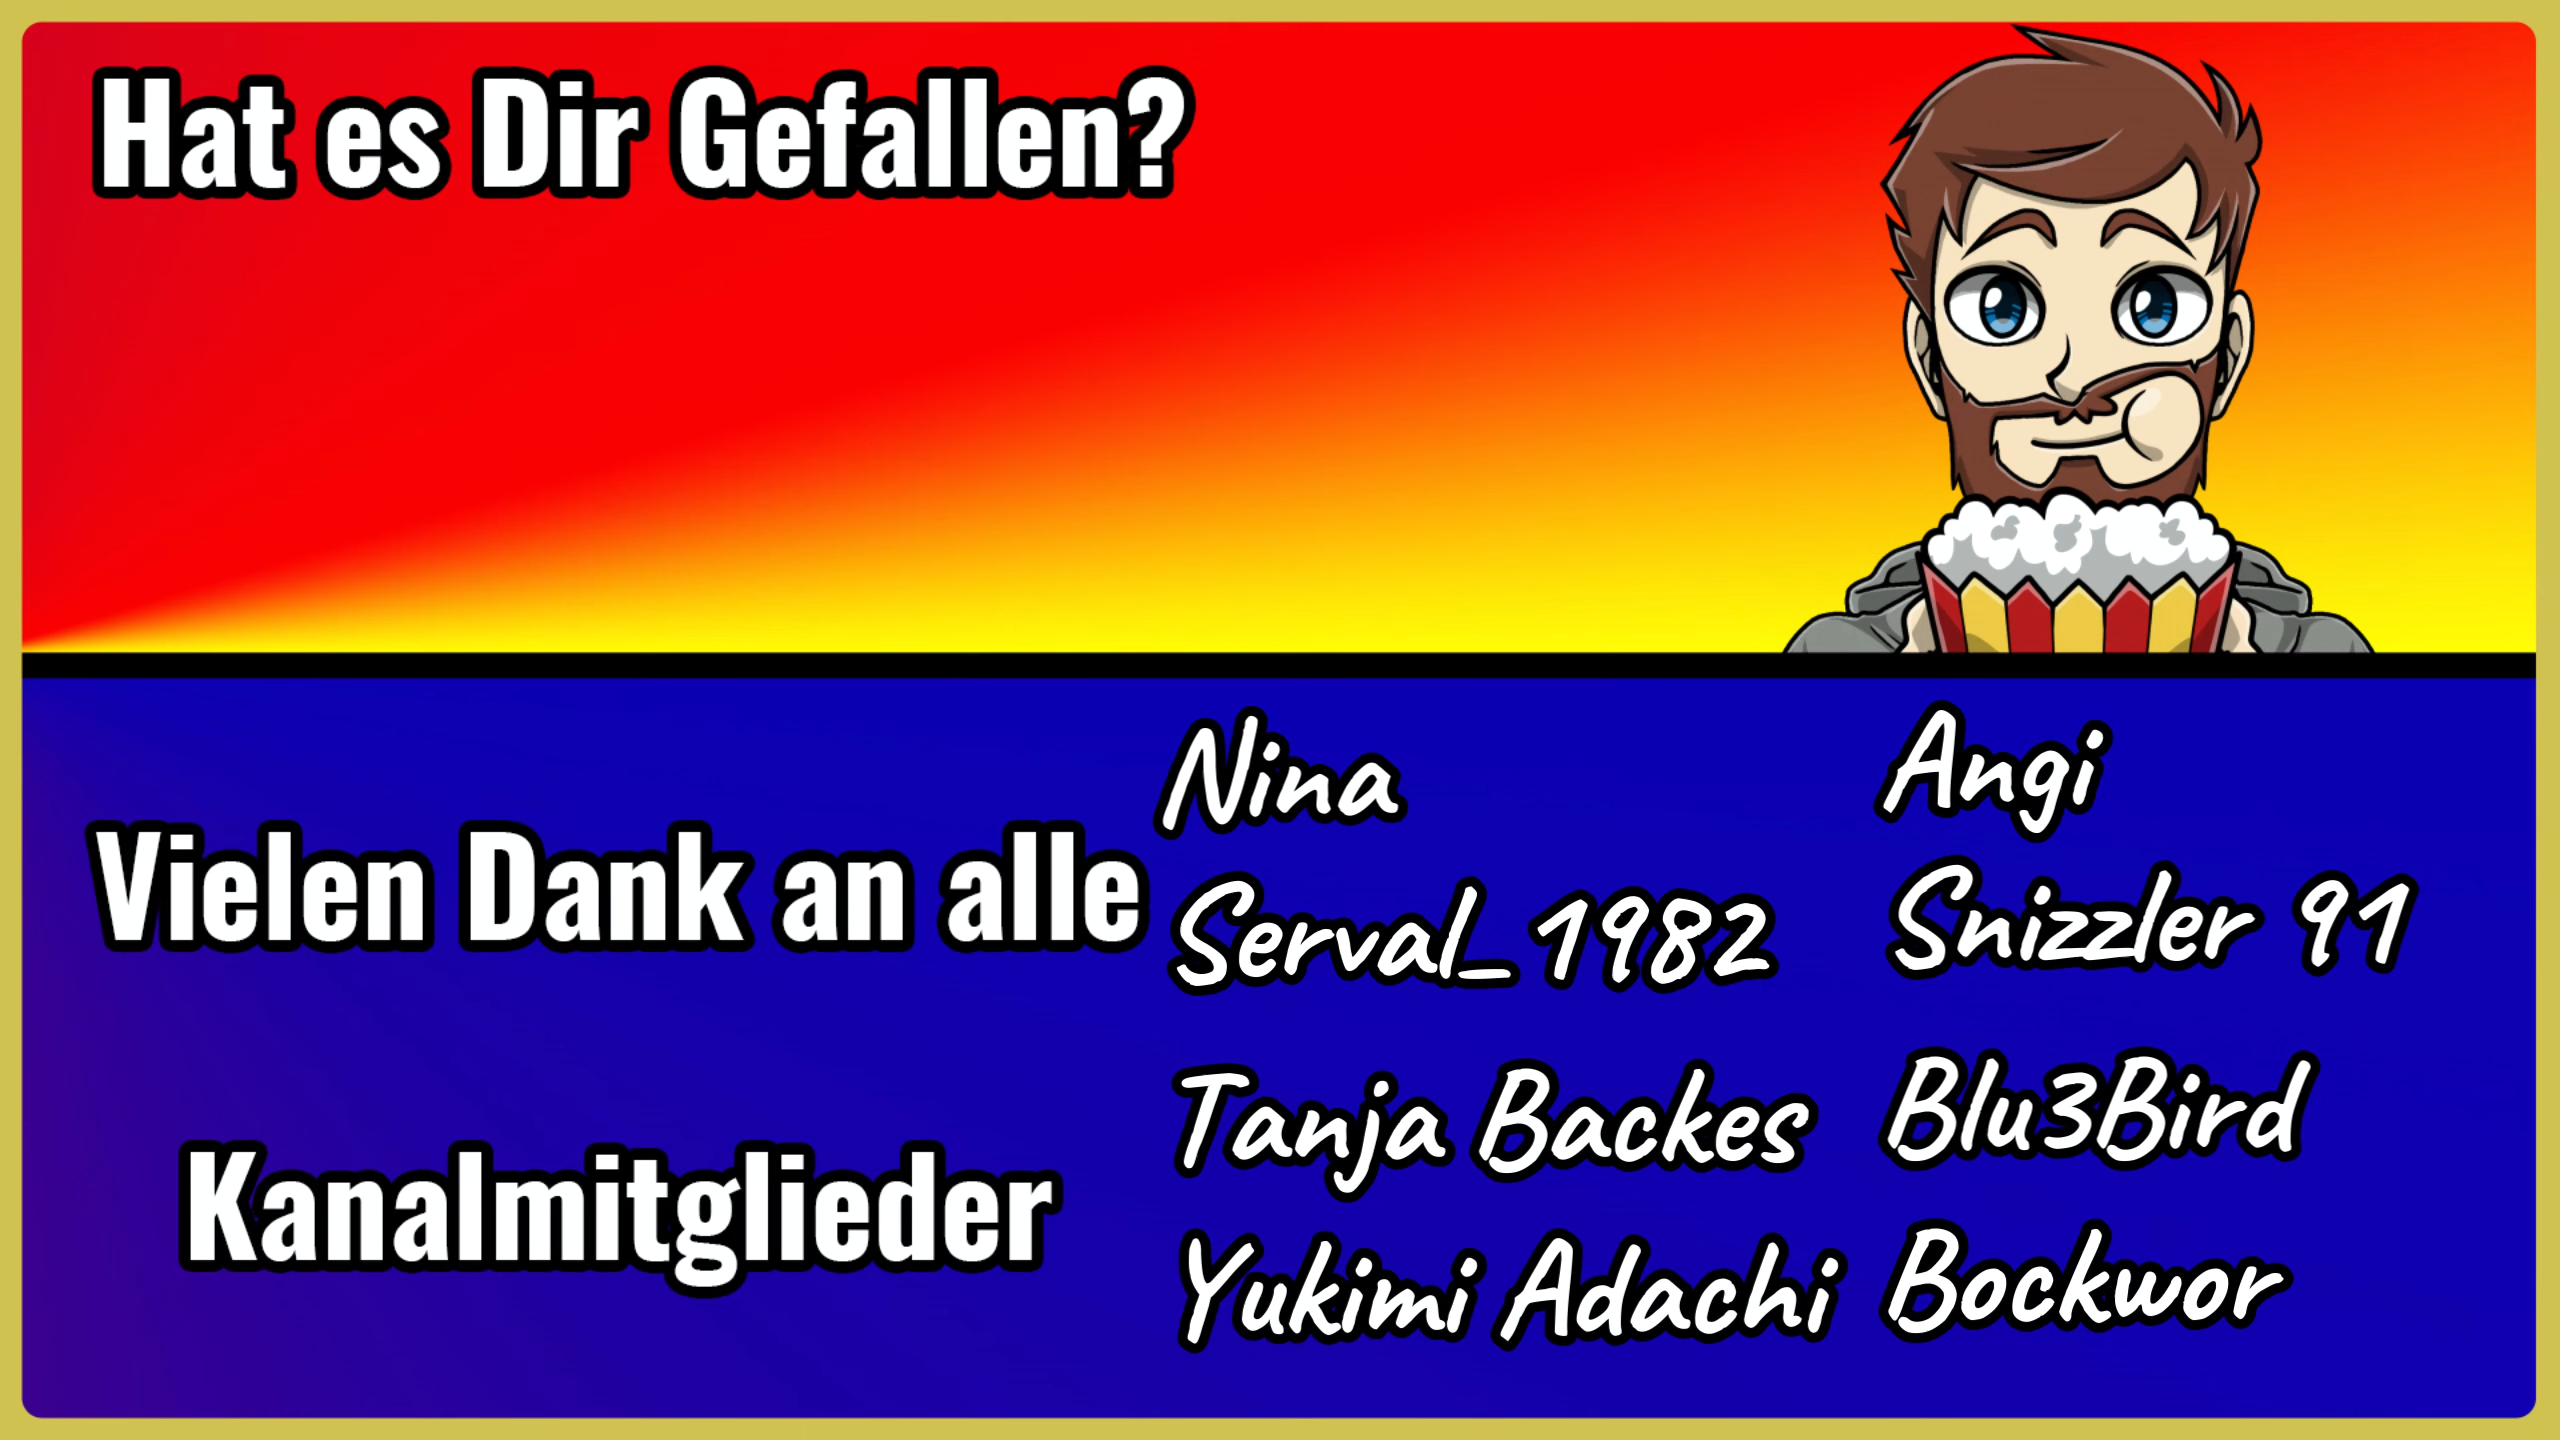 Hat es Dir Gefallen?
Vielen Dank an alle
Kanalmitglieder
Nina
Serval_1982
Tanja Backes
Yukimi Adachi
Angi
Snizzler 91
Blu3Bird
Bockwor